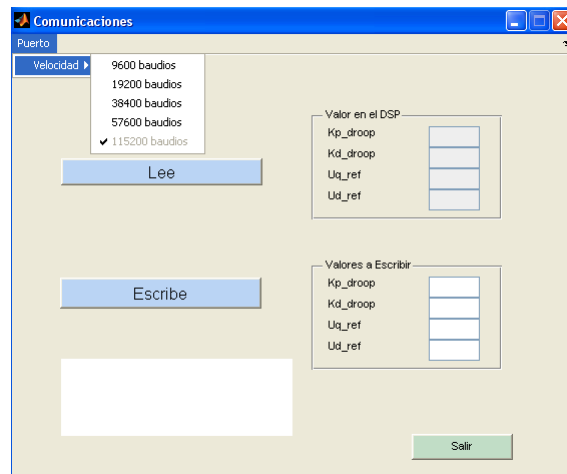 Comunicaciones
Puerto
Velocidad
9600 baudios
19200 baudios
38400 baudios
57600 baudios
115200 baudios
Lee
Valor en el DSP
Kp_droop
Kd_droop
Uq_ref
Ud_ref
Escribe
Valores a Escribir
Kp_droop
Kd_droop
Uq_ref
Ud_ref
Salir